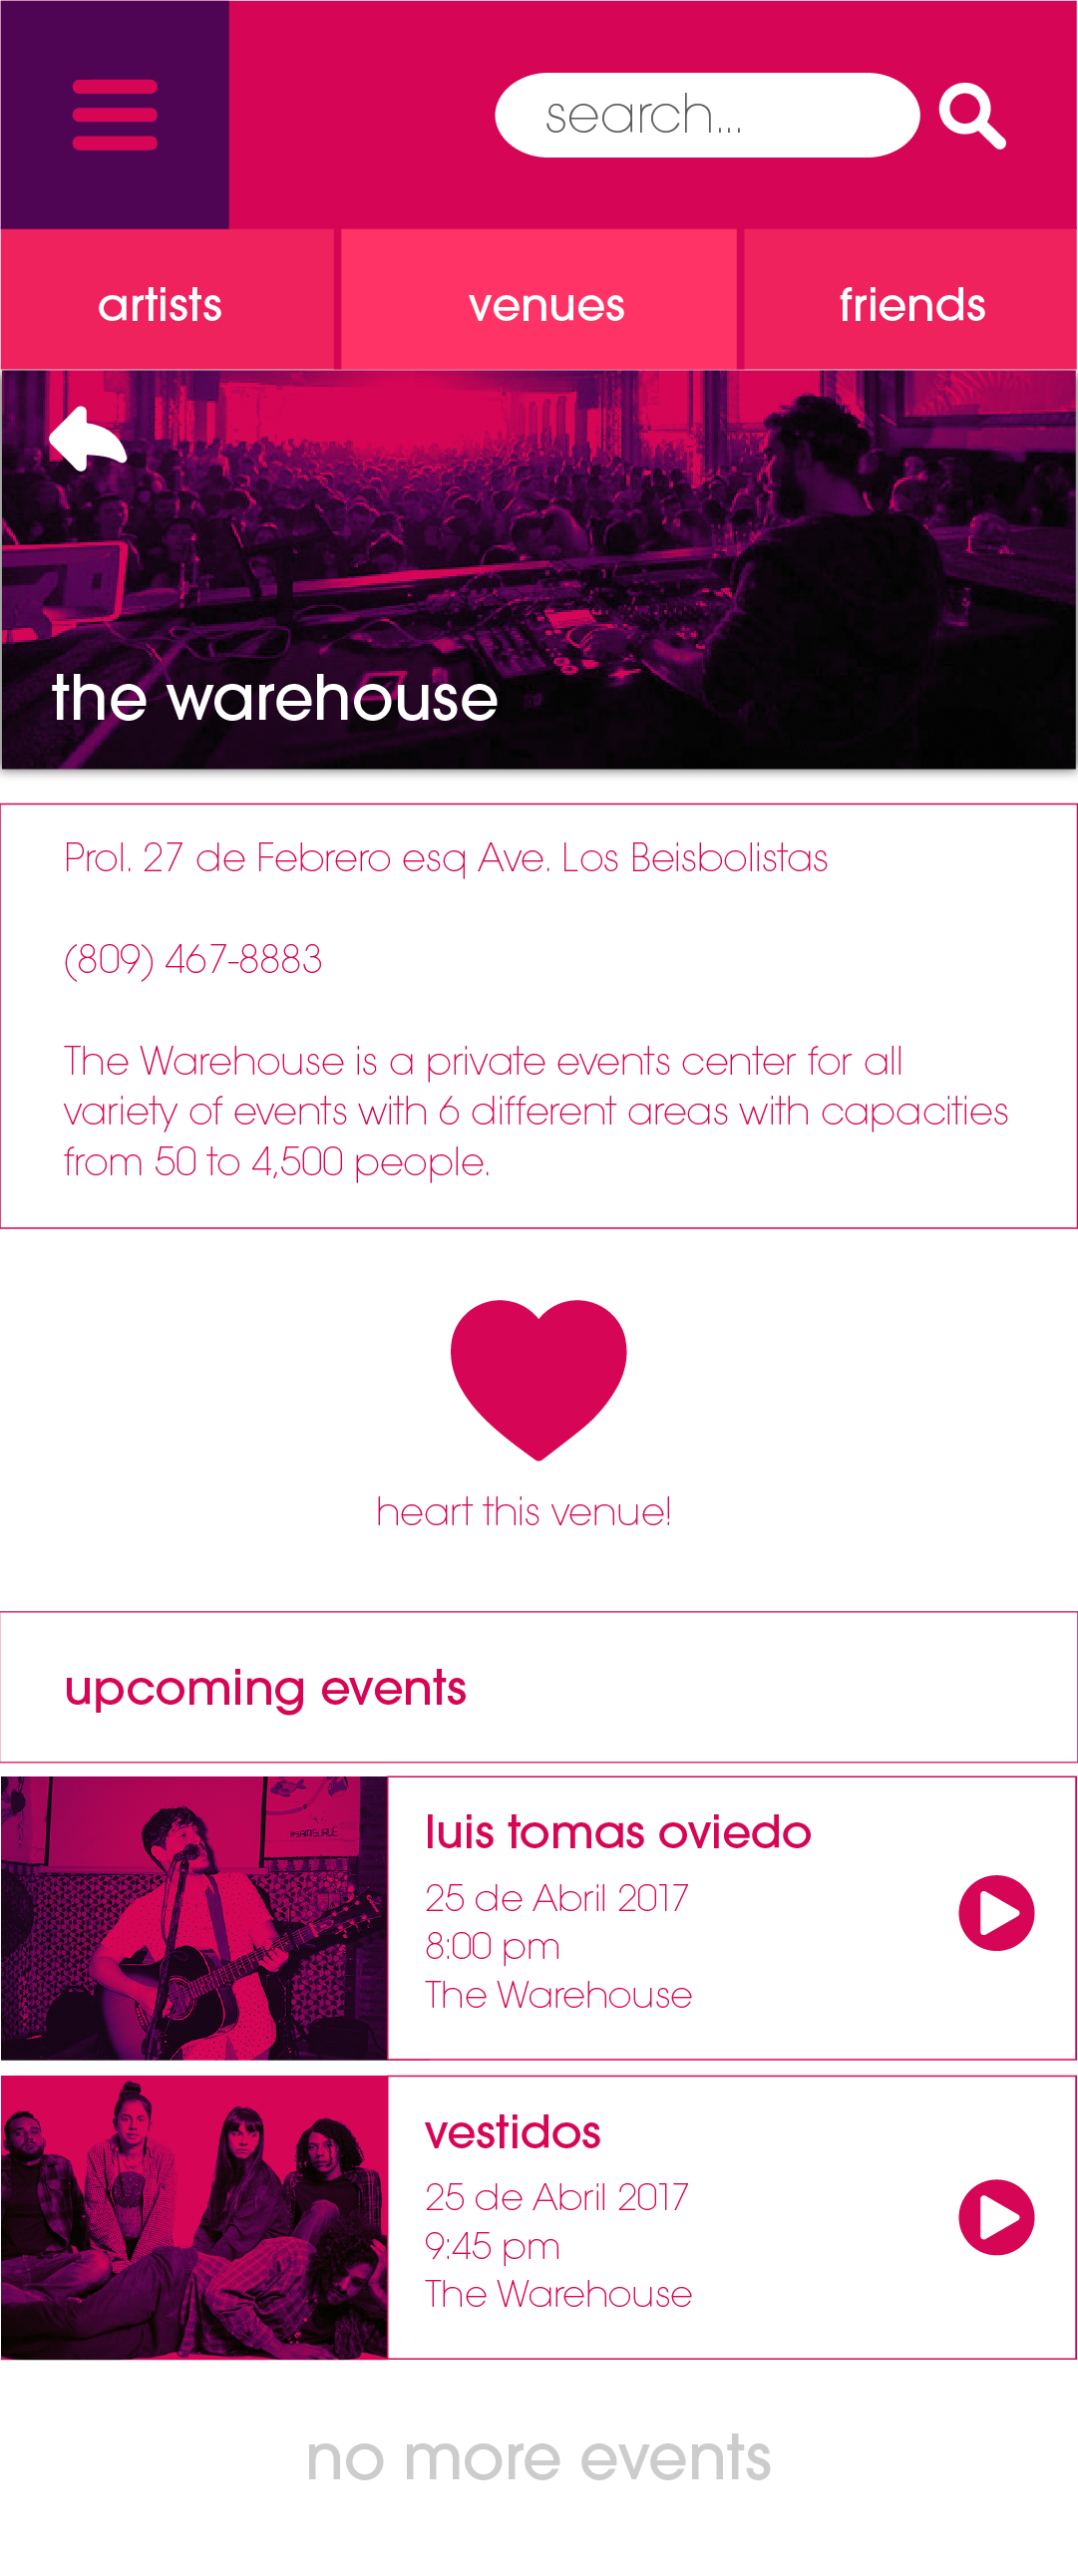 search...
artists
venues
friends
the warehouse
Prol. 27 de Febrero esq Ave. Los Beisbolistas
(809) 467-8883
The Warehouse is a private events center for all
variety of events with 6 different areas with capacities
from 50 to 4,500 people.
heart this venue!
upcoming events
#SAMBUMBLE
luis tomas oviedo
25 de Abril 2017
8:00 pm
The Warehouse
vestidos
25 de Abril 2017
9:45 pm
The Warehouse
no more events